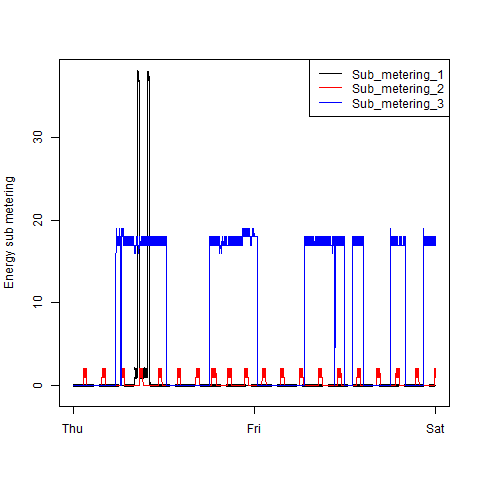 Sub_metering_1
Sub_metering_2
Sub_metering_3
Energy sub metering
30
20
10
0
Thu Fri Sat